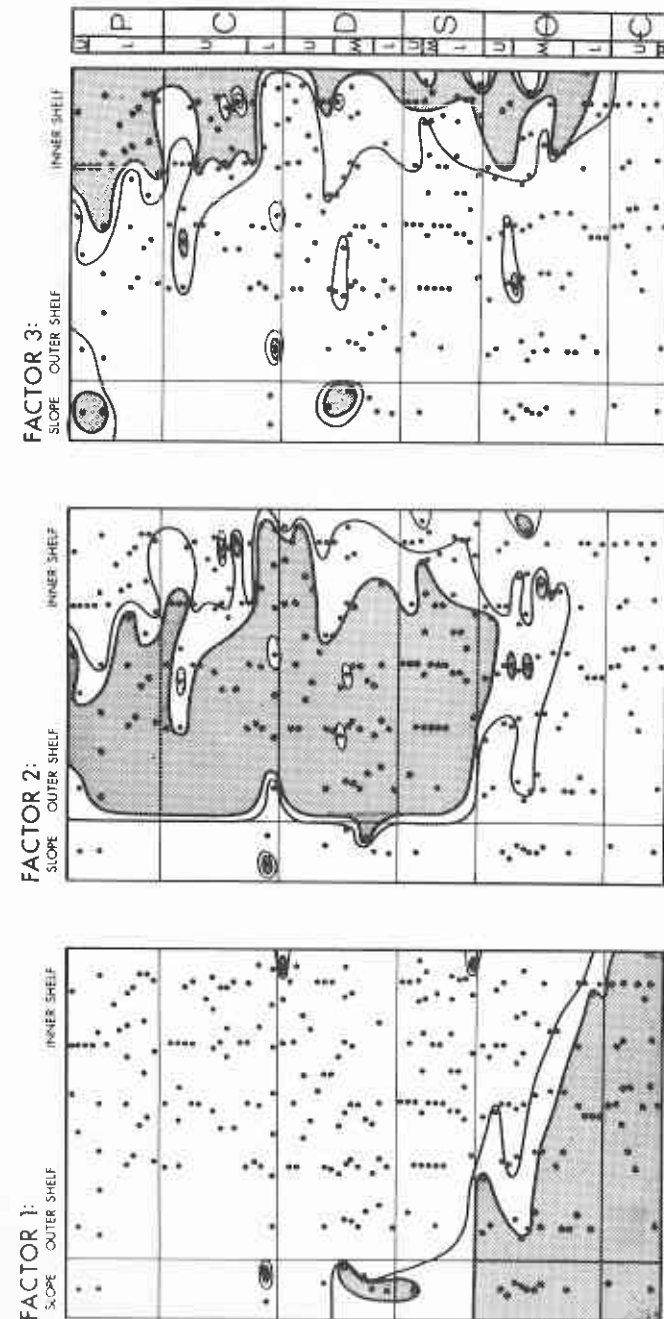 FACTOR 1:
SLOPE OUTER SHELF INNER SHELF
FACTOR 2:
SLOPE OUTER SHELF INNER SHELF
FACTOR 3:
SLOPE OUTER SHELF INNER SHELF
U
L
P
U
L
C
U
M
L
D
U
M
L
S
U
M
L
O
U
Є